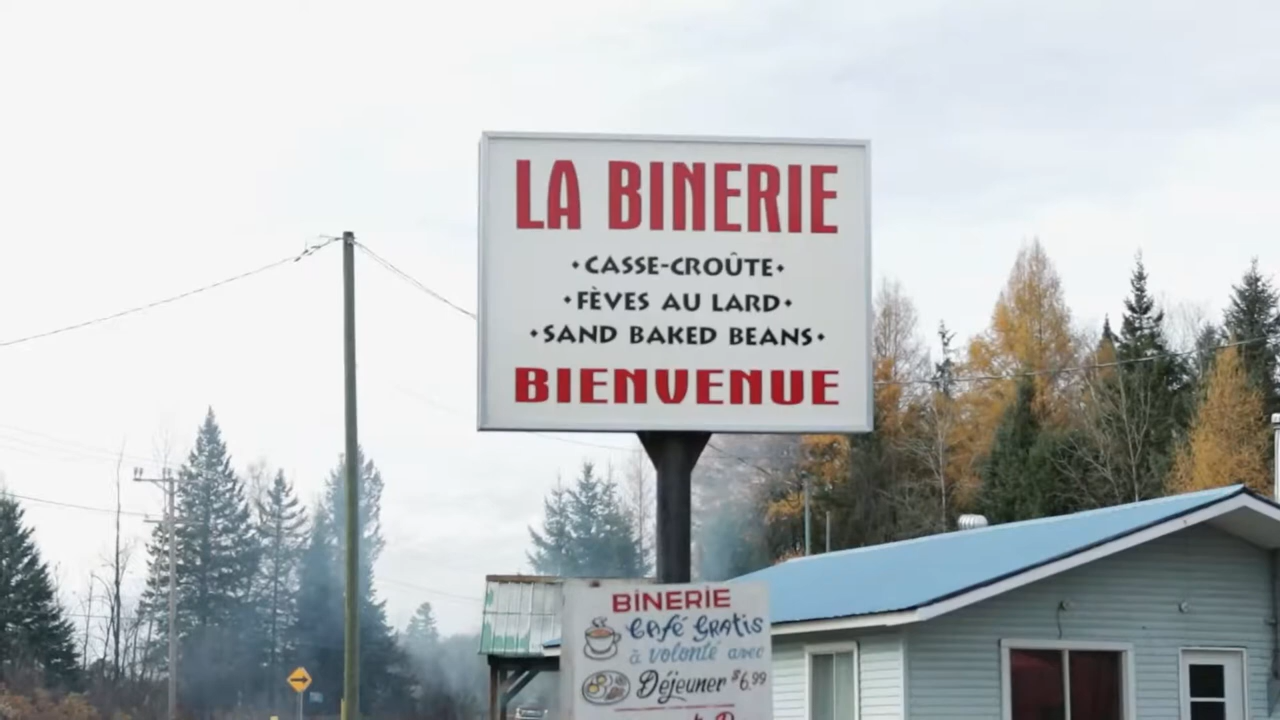 LA BINERIE
•CASSE-CROÛTE•
•FÈVES AU LARD•
•SAND BAKED BEANS•
BIENVENUE
BINERIE
Café Gratis
à volonté avec
Déjeuner $6.99